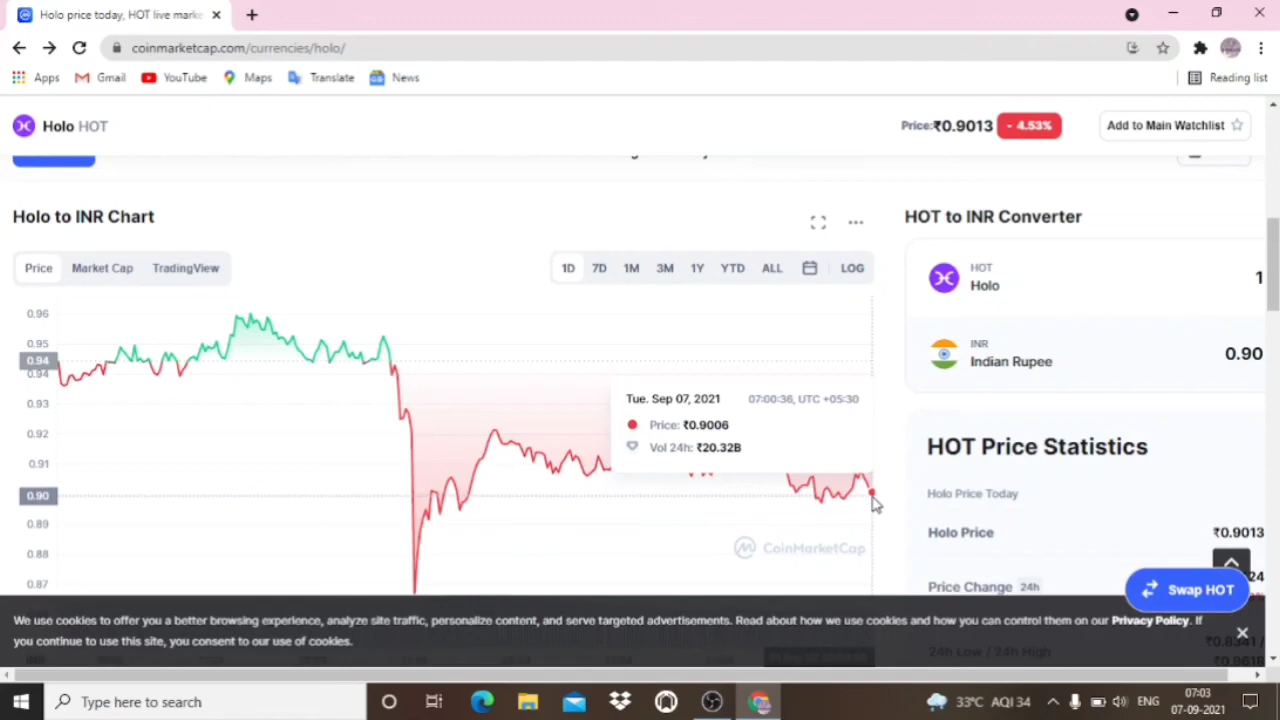 Holo price today, HOT live marke
coinmarketcap.com/currencies/holo/
Apps Gmail YouTube Maps Translate News Reading list
Holo HOT Price:₹0.9013 - 4.53% Add to Main Watchlist
Holo to INR Chart
Price Market Cap TradingView 1D 7D 1M 3M 1Y YTD ALL LOG
0.96
0.95
0.94
0.94
0.93
0.92
0.91
0.90
0.89
0.88
0.87
Tue. Sep 07, 2021 07:00:36, UTC +05:30
Price: ₹0.9006
Vol 24h: ₹20.32B
CoinMarketCap
HOT to INR Converter
HOT
Holo 1
INR
Indian Rupee 0.90
HOT Price Statistics
Holo Price Today
Holo Price ₹0.9013
Price Change 24h
Swap HOT
24h Low / 24h High
We use cookies to offer you a better browsing experience, analyze site traffic, personalize content, and serve targeted advertisements. Read about how we use cookies and how you can control them on our Privacy Policy. If
you continue to use this site, you consent to our use of cookies.
Type here to search
33°C AQI 34 ENG
07:03
07-09-2021